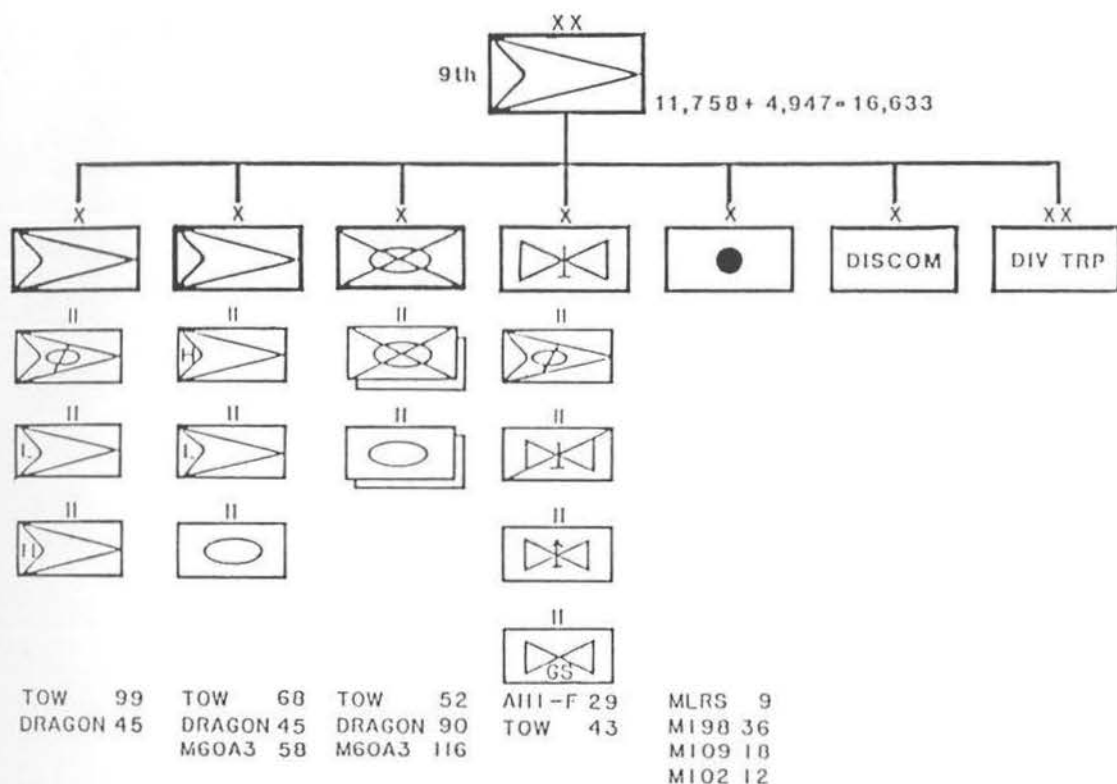 XX
9th
11,758 + 4,947 = 16,633
X X X X X X XX
DISCOM DIV TRP
II II II II
H
II II II II
L L
II II II
H
II
GS
TOW 99 TOW 68 TOW 52 AH1-F 29 MLRS 9
DRAGON 45 DRAGON 45 DRAGON 90 TOW 43 M198 36
M60A3 58 M60A3 116 M109 18
M102 12